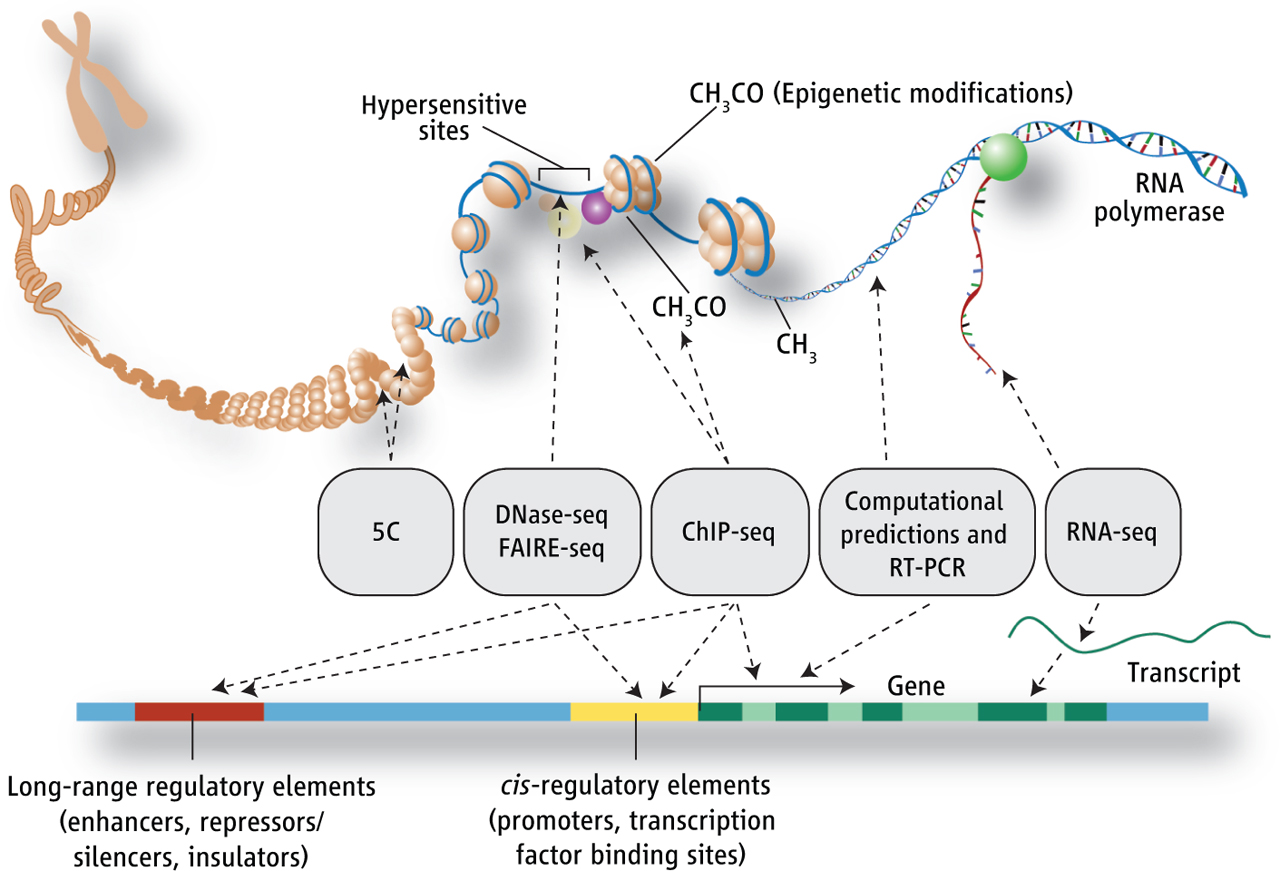 Hypersensitive
sites
CH₃CO (Epigenetic modifications)
RNA
polymerase
CH₃CO
CH₃
5C
DNase-seq
FAIRE-seq
ChIP-seq
Computational
predictions and
RT-PCR
RNA-seq
Transcript
Gene
Long-range regulatory elements
(enhancers, repressors/
silencers, insulators)
cis-regulatory elements
(promoters, transcription
factor binding sites)